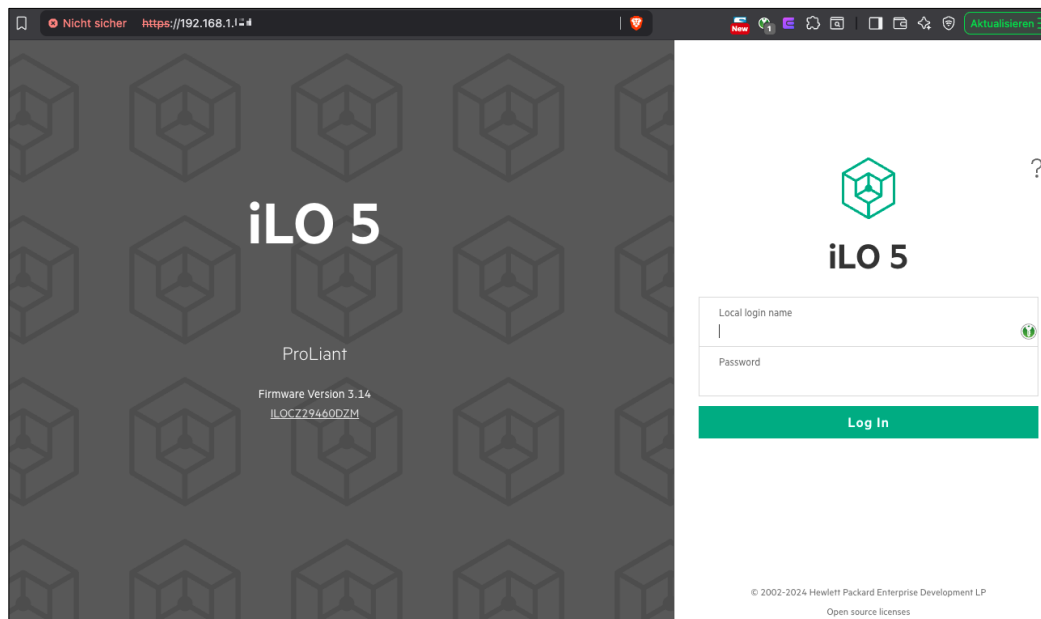 Nicht sicher https://192.168.1.
New
1
Aktualisieren
iLO 5
ProLiant
Firmware Version 3.14
ILOCZ29460DZM
?
iLO 5
Local login name
Password
Log In
© 2002-2024 Hewlett Packard Enterprise Development LP
Open source licenses